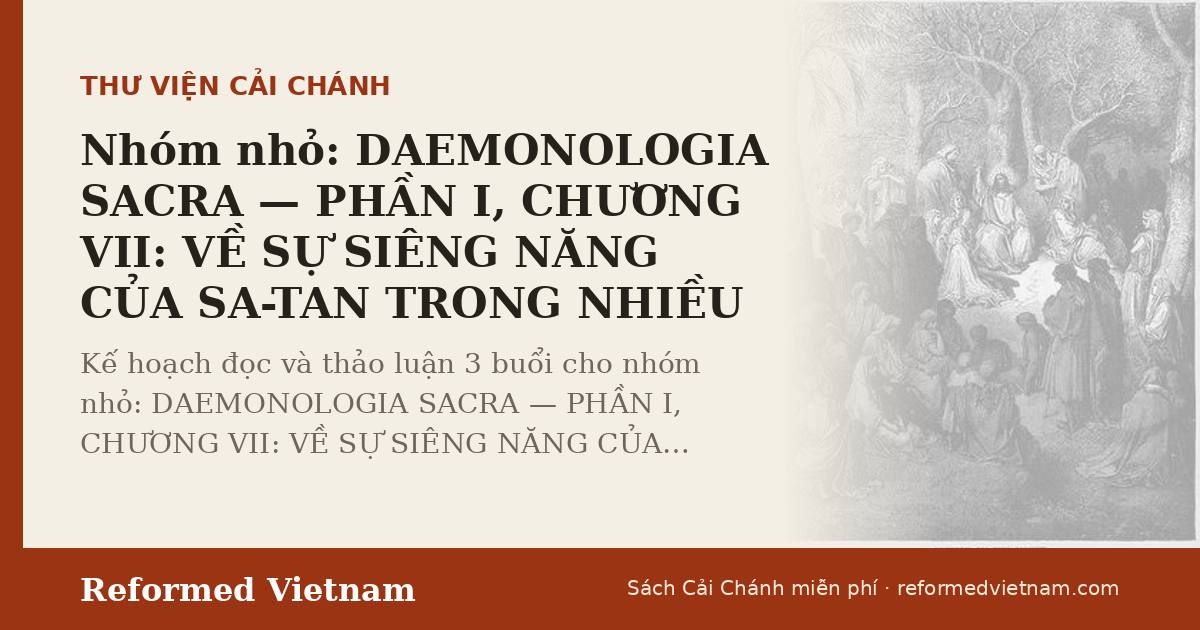 THƯ VIỆN CẢI CHÁNH
Nhóm nhỏ: DAEMONOLOGIA
SACRA — PHẦN I, CHƯƠNG
VII: VỀ SỰ SIÊNG NĂNG
CỦA SA-TAN TRONG NHIỀU
Kế hoạch đọc và thảo luận 3 buổi cho nhóm
nhỏ: DAEMONOLOGIA SACRA — PHẦN I,
CHƯƠNG VII: VỀ SỰ SIÊNG NĂNG CỦA...
Reformed Vietnam
Sách Cải Chánh miễn phí · reformedvietnam.com